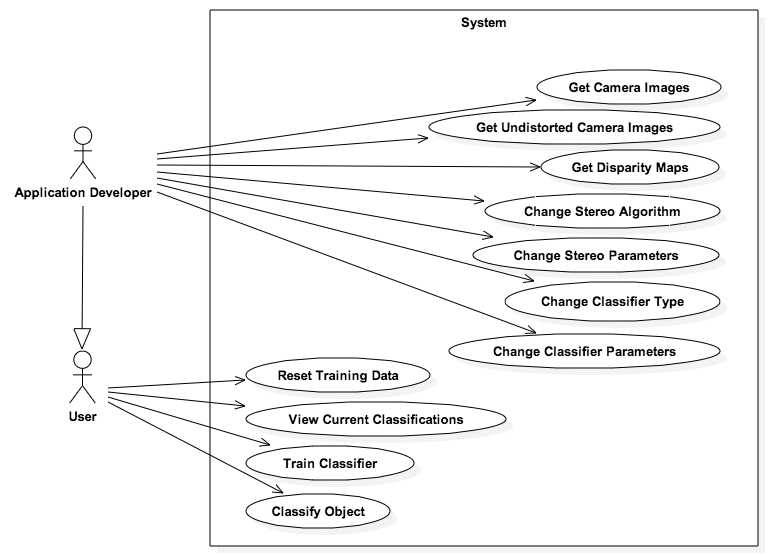 System
Get Camera Images
Get Undistorted Camera Images
Get Disparity Maps
Application Developer
Change Stereo Algorithm
Change Stereo Parameters
Change Classifier Type
Change Classifier Parameters
Reset Training Data
User
View Current Classifications
Train Classifier
Classify Object